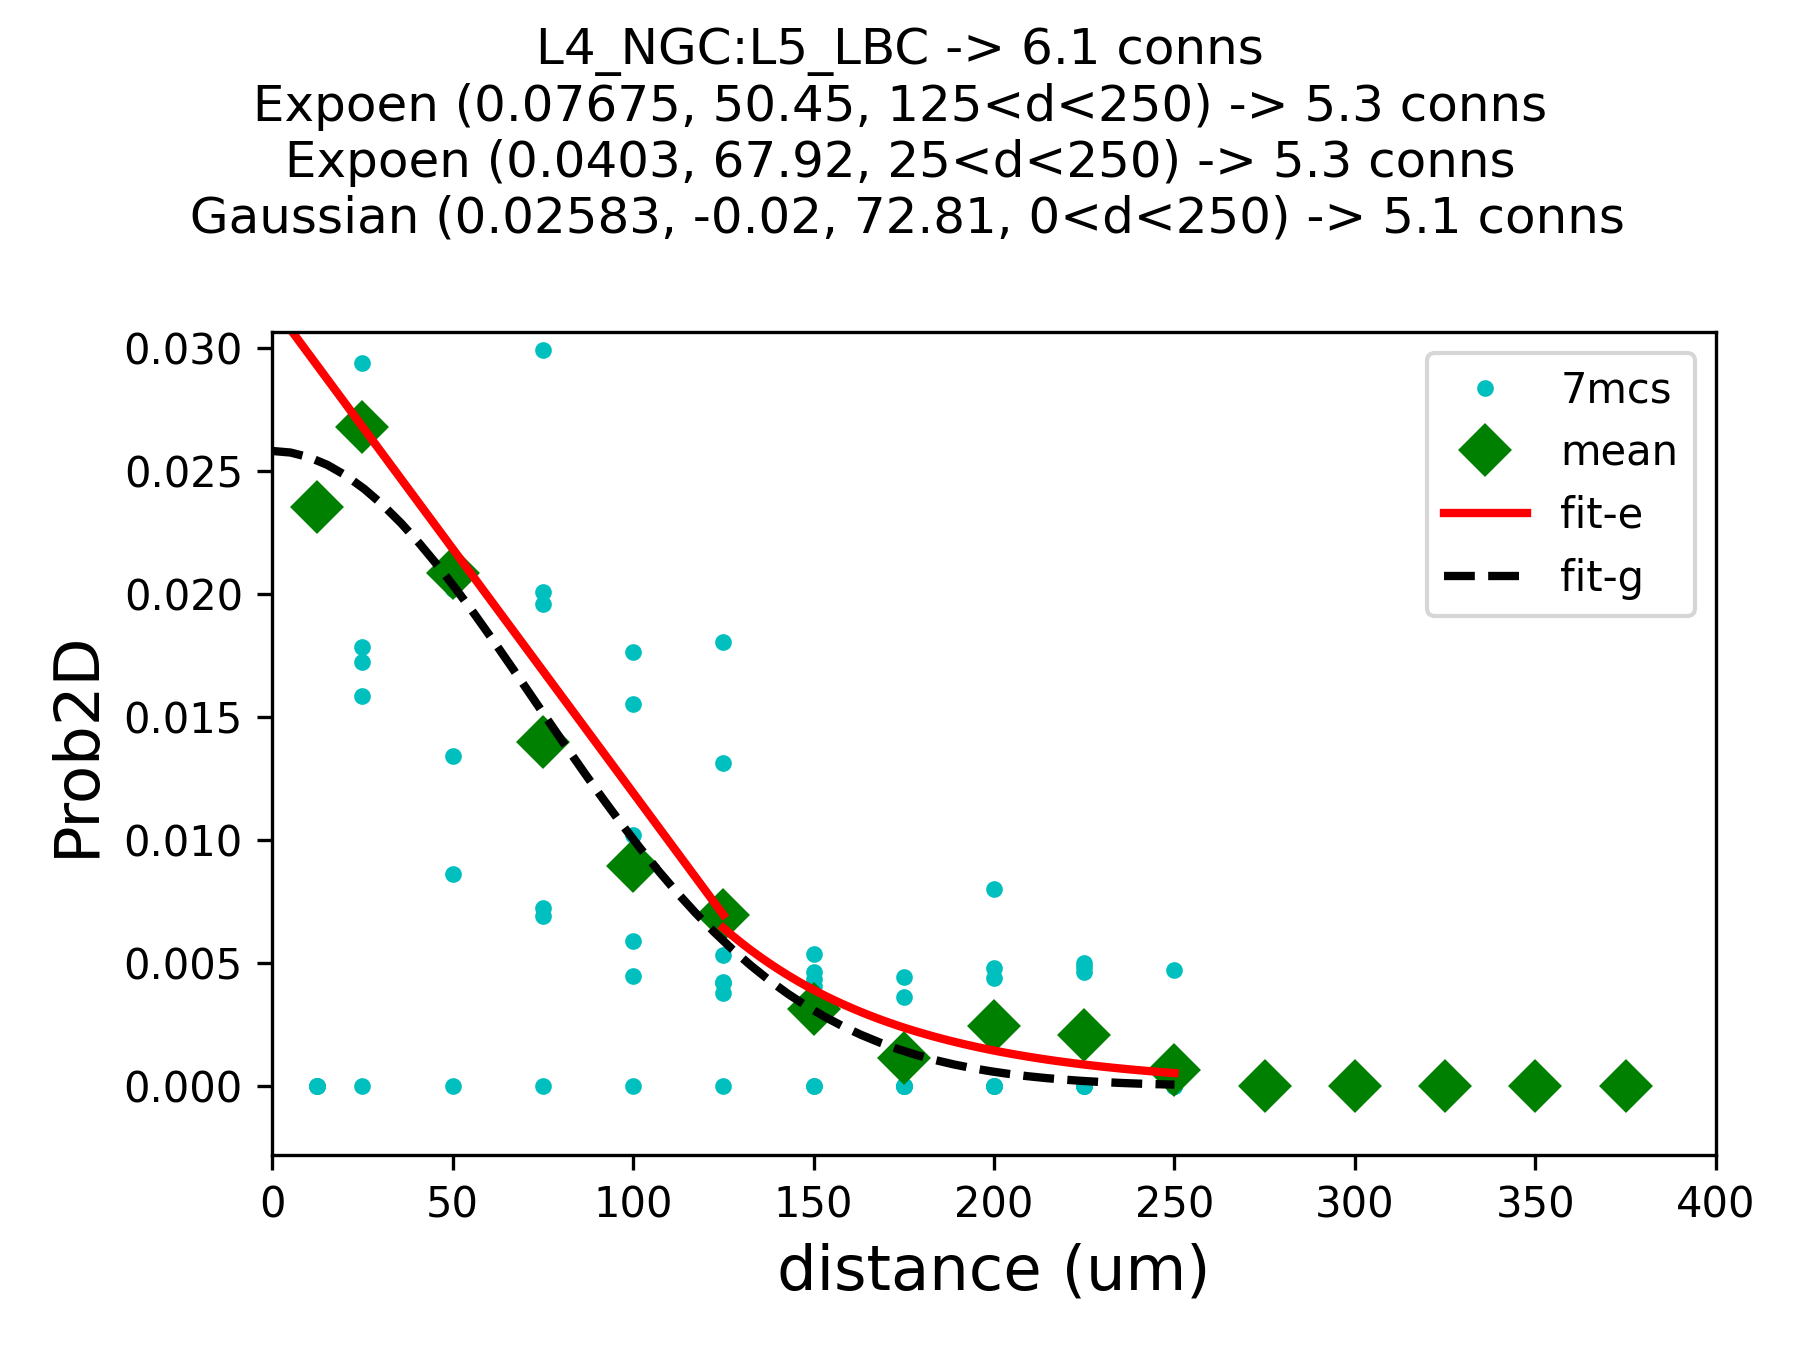 L4_NGC:L5_LBC -> 6.1 conns
Expoen (0.07675, 50.45, 125<d<250) -> 5.3 conns
Expoen (0.0403, 67.92, 25<d<250) -> 5.3 conns
Gaussian (0.02583, -0.02, 72.81, 0<d<250) -> 5.1 conns
0.030
0.025
0.020
0.015
0.010
0.005
0.000
Prob2D
7mcs
mean
fit-e
fit-g
0 50 100 150 200 250 300 350 400
distance (um)